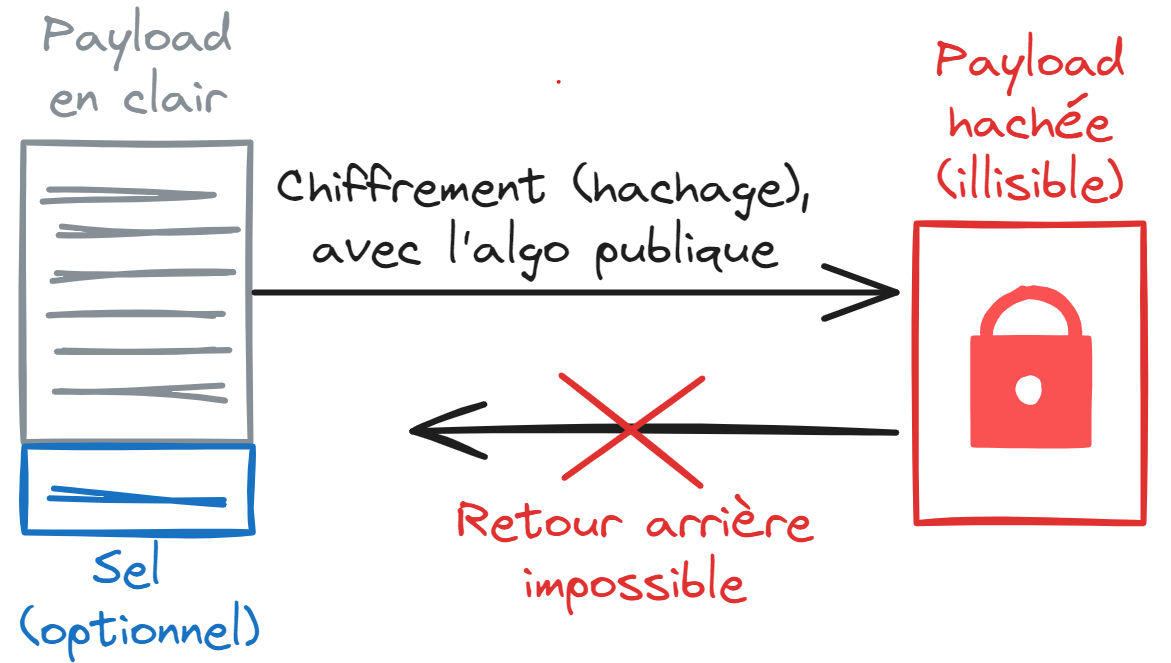 Payload
en clair
Chiffrement (hachage),
avec l'algo publique
Payload
hachée
(illisible)
Retour arrière
impossible
Sel
(optionnel)